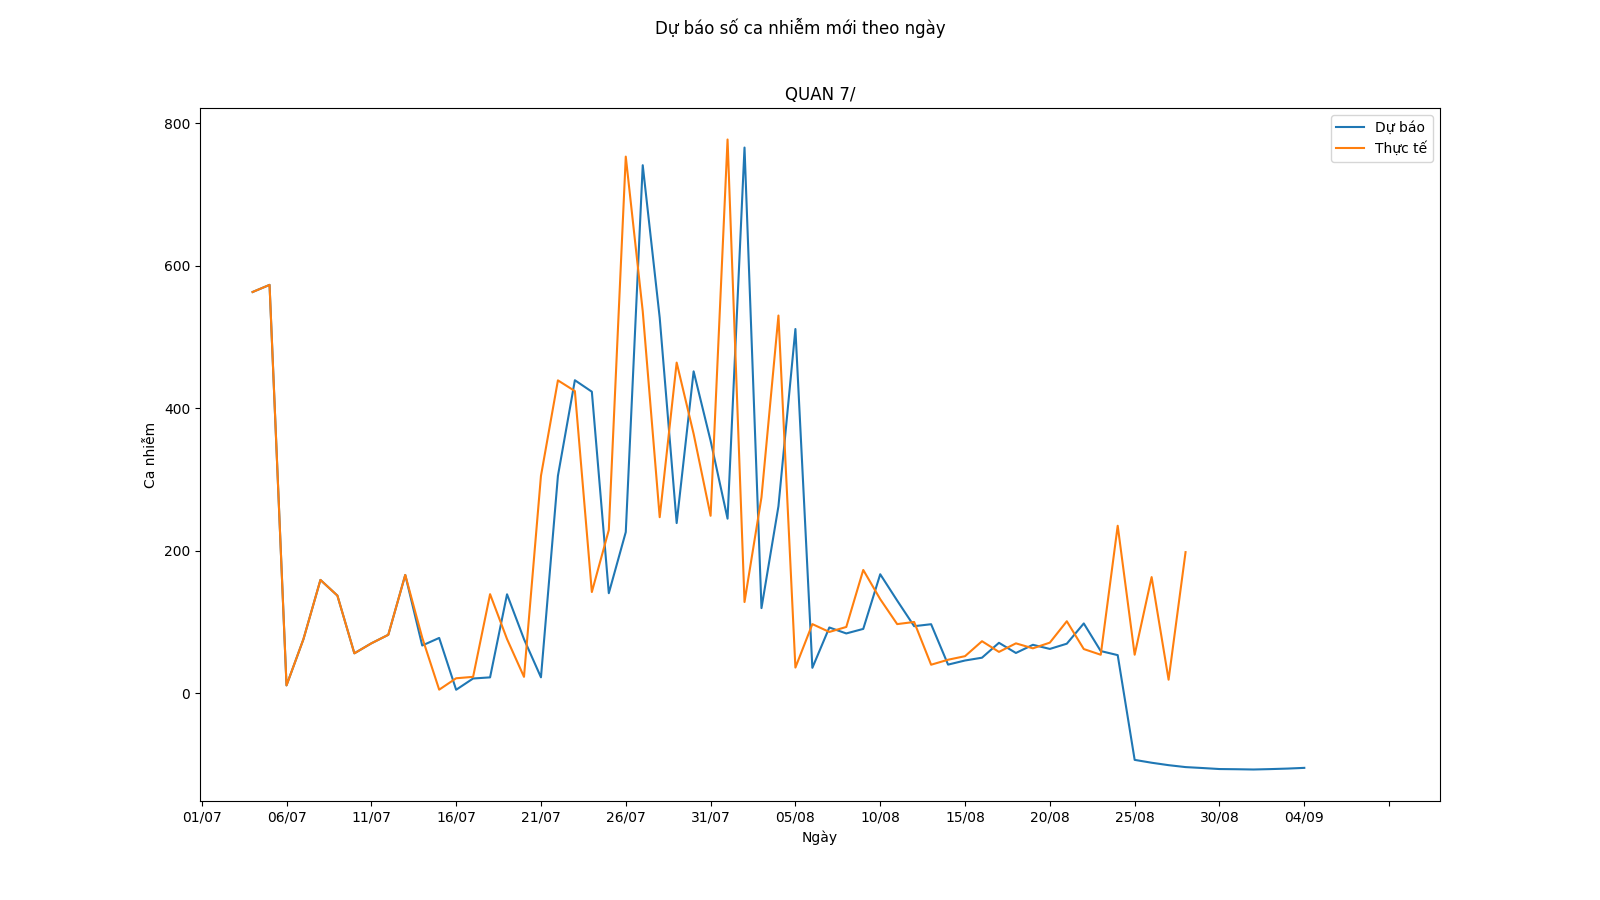 Dự báo số ca nhiễm mới theo ngày
QUAN 7/
Dự báo
Thực tế
800
600
400
200
0
Ca nhiễm
01/07 06/07 11/07 16/07 21/07 26/07 31/07 05/08 10/08 15/08 20/08 25/08 30/08 04/09
Ngày